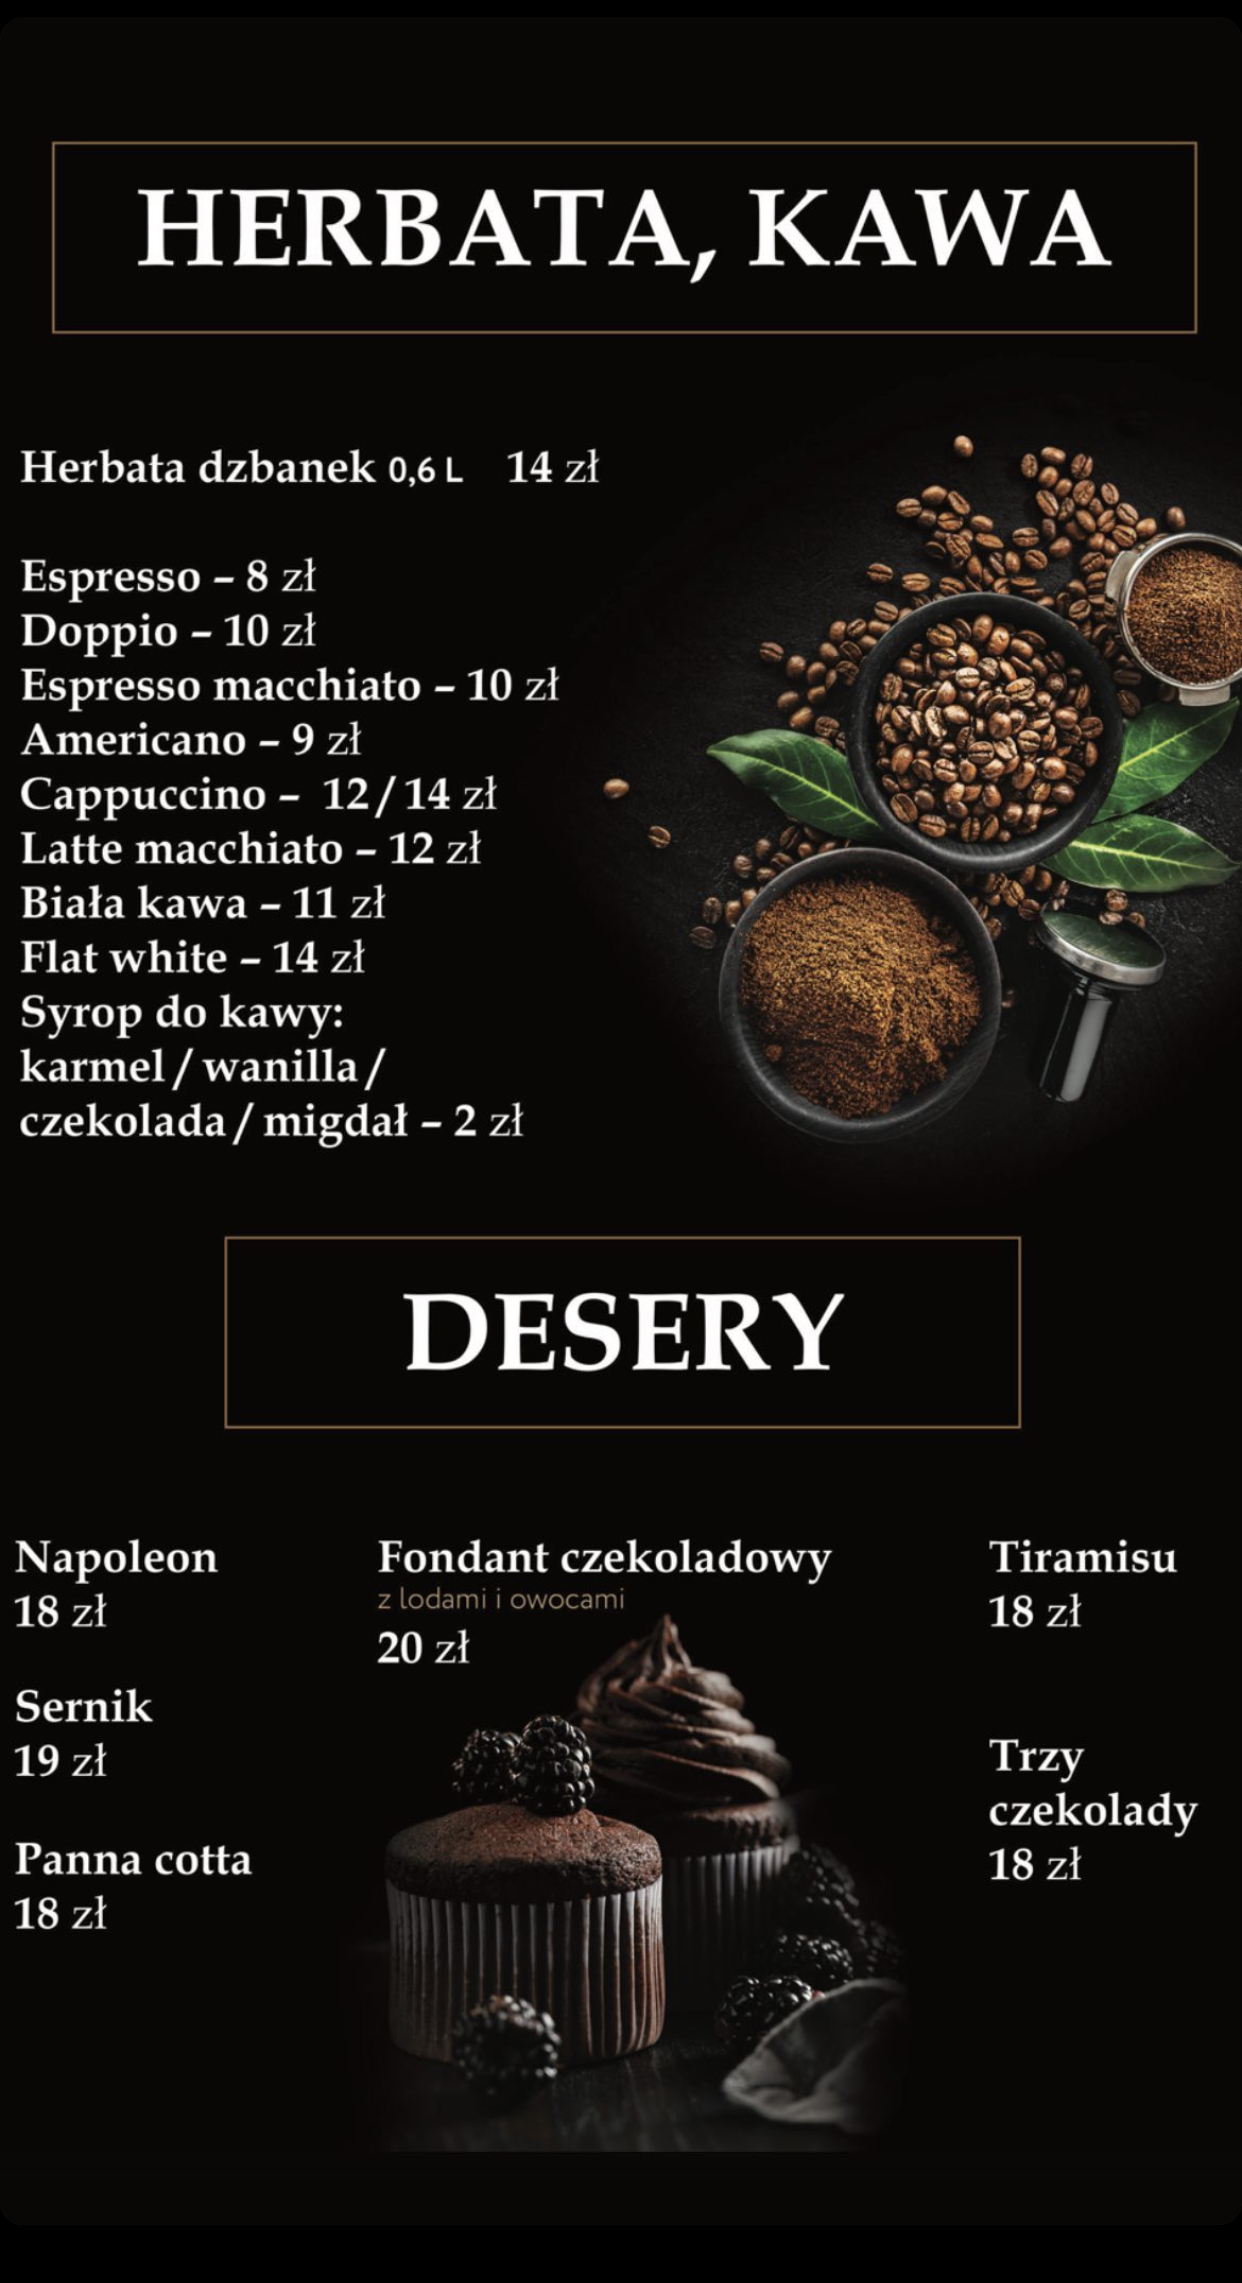 HERBATA, KAWA
Herbata dzbanek 0,6 L 14 zł
Espresso – 8 zł
Doppio – 10 zł
Espresso macchiato – 10 zł
Americano – 9 zł
Cappuccino – 12/14 zł
Latte macchiato – 12 zł
Biała kawa – 11 zł
Flat white – 14 zł
Syrop do kawy:
karmel/wanilla/
czekolada/migdał – 2 zł
DESERY
Napoleon
18 zł
Sernik
19 zł
Panna cotta
18 zł
Fondant czekoladowy
z lodami i owocami
20 zł
Tiramisu
18 zł
Trzy
czekolady
18 zł